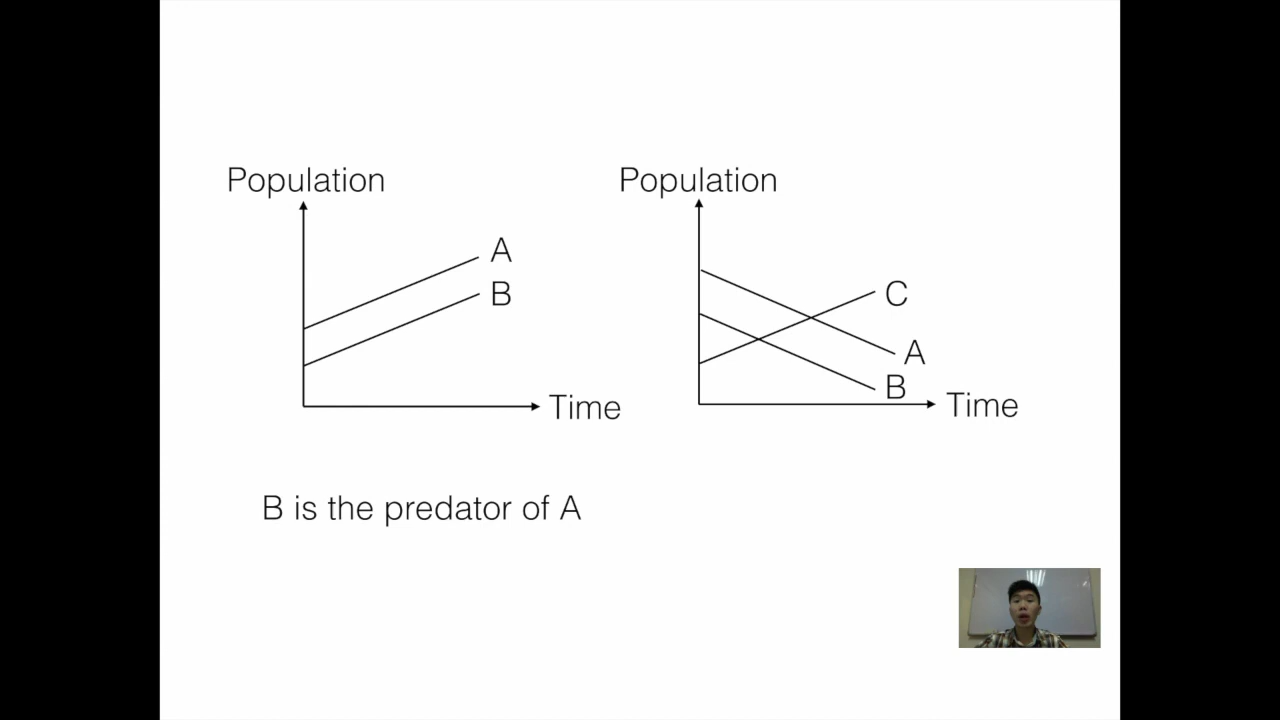 Population
A
B
Time
Population
C
A
B
Time
B is the predator of A